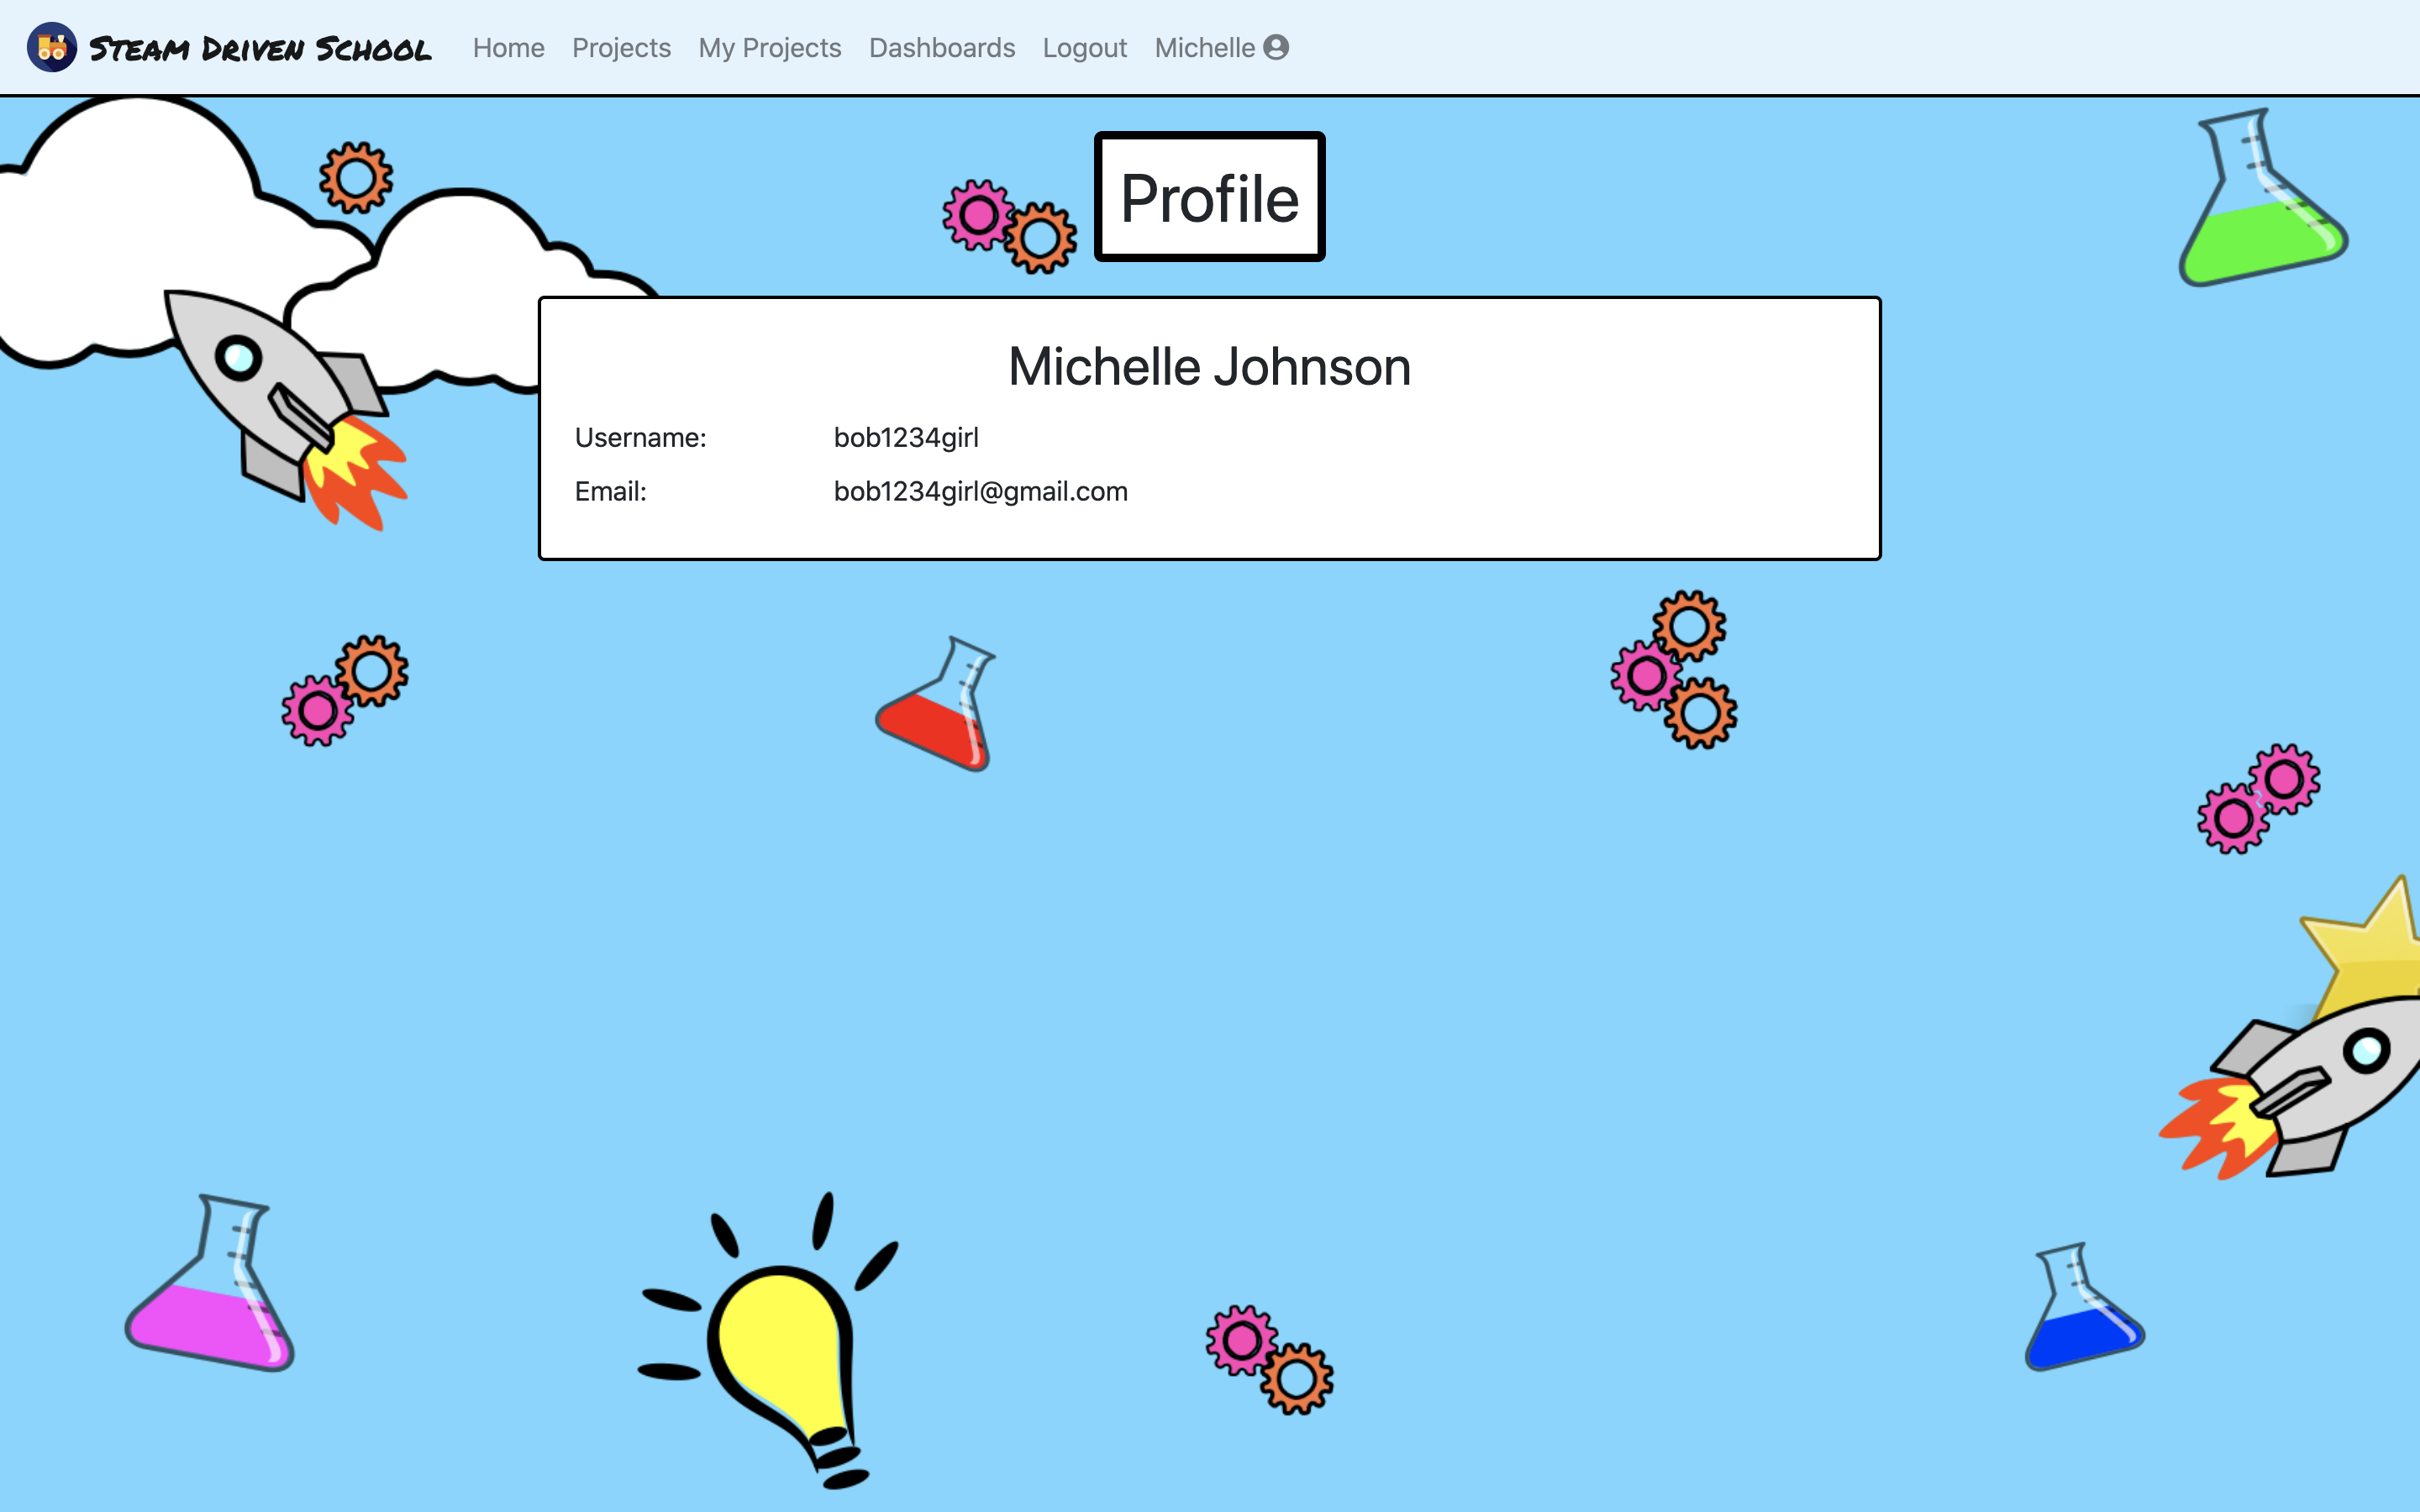 Steam Driven School Home Projects My Projects Dashboards Logout Michelle
Profile
Michelle Johnson
Username: bob1234girl
Email: bob1234girl@gmail.com